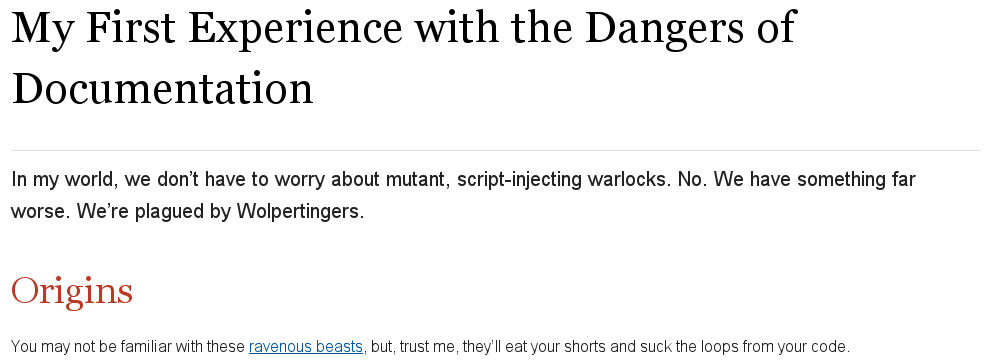 My First Experience with the Dangers of
Documentation
In my world, we don’t have to worry about mutant, script-injecting warlocks. No. We have something far
worse. We’re plagued by Wolpertingers.
Origins
You may not be familiar with these ravenous beasts, but, trust me, they’ll eat your shorts and suck the loops from your code.